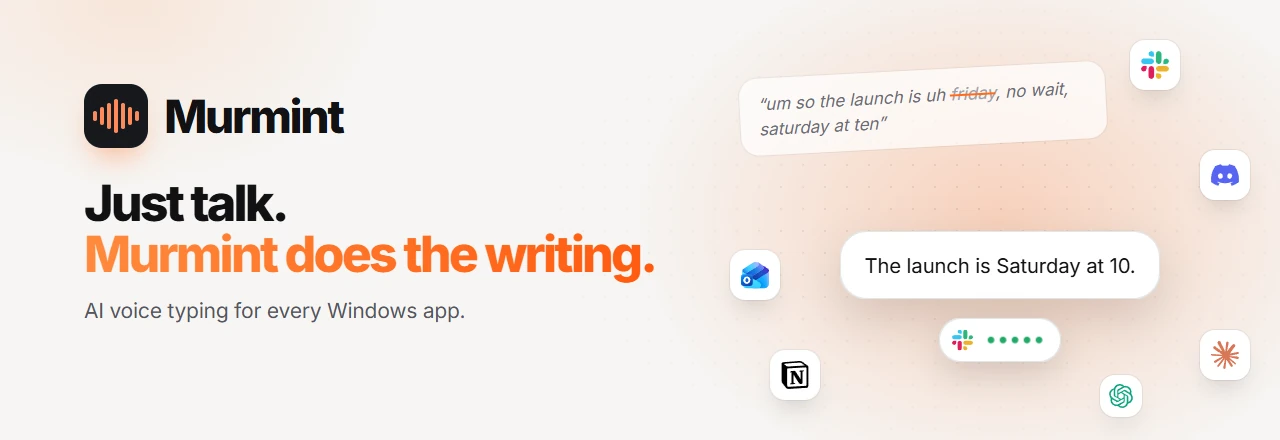 Murmint
Just talk.
Murmint does the writing.
AI voice typing for every Windows app.
“um so the launch is uh friday, no wait,
saturday at ten”
The launch is Saturday at 10.